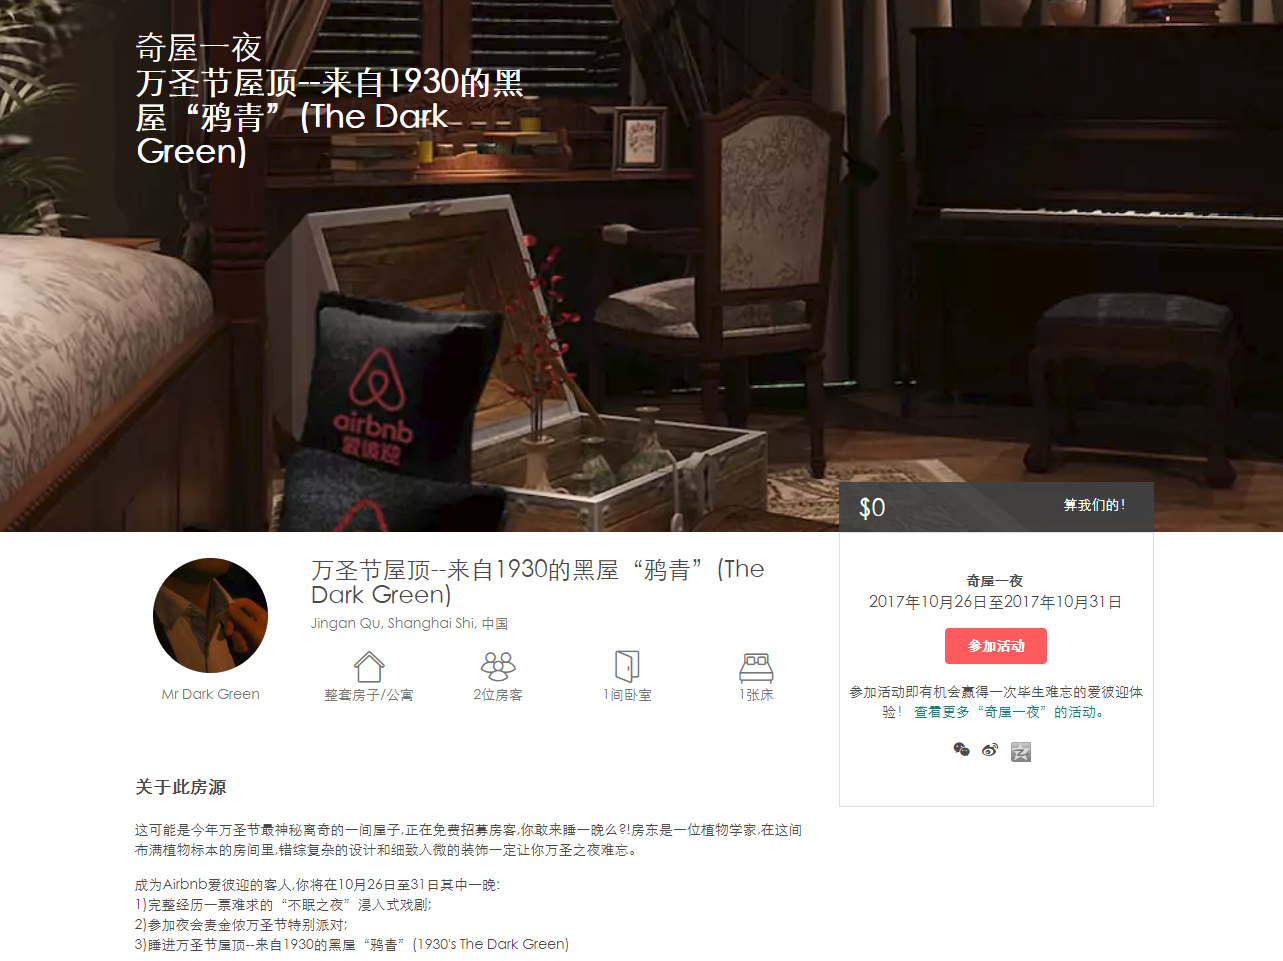 奇屋一夜
万圣节屋顶--来自1930的黑
屋“鸦青”(The Dark
Green)
airbnb
爱彼迎
$0
算我们的!
万圣节屋顶--来自1930的黑屋“鸦青”(The
Dark Green)
Jingan Qu, Shanghai Shi, 中国
Mr Dark Green
整套房子/公寓
2位房客
1间卧室
1张床
奇屋一夜
2017年10月26日至2017年10月31日
参加活动
参加活动即有机会赢得一次毕生难忘的爱彼迎体
验! 查看更多“奇屋一夜”的活动。
关于此房源
这可能是今年万圣节最神秘离奇的一间屋子,正在免费招募房客,你敢来睡一晚么?!房东是一位植物学家,在这间
布满植物标本的房间里,错综复杂的设计和细致入微的装饰一定让你万圣之夜难忘。
成为Airbnb爱彼迎的客人,你将在10月26日至31日其中一晚:
1)完整经历一票难求的“不眠之夜”浸入式戏剧;
2)参加夜会麦金侬万圣节特别派对;
3)睡进万圣节屋顶--来自1930的黑屋“鸦青”(1930's The Dark Green)